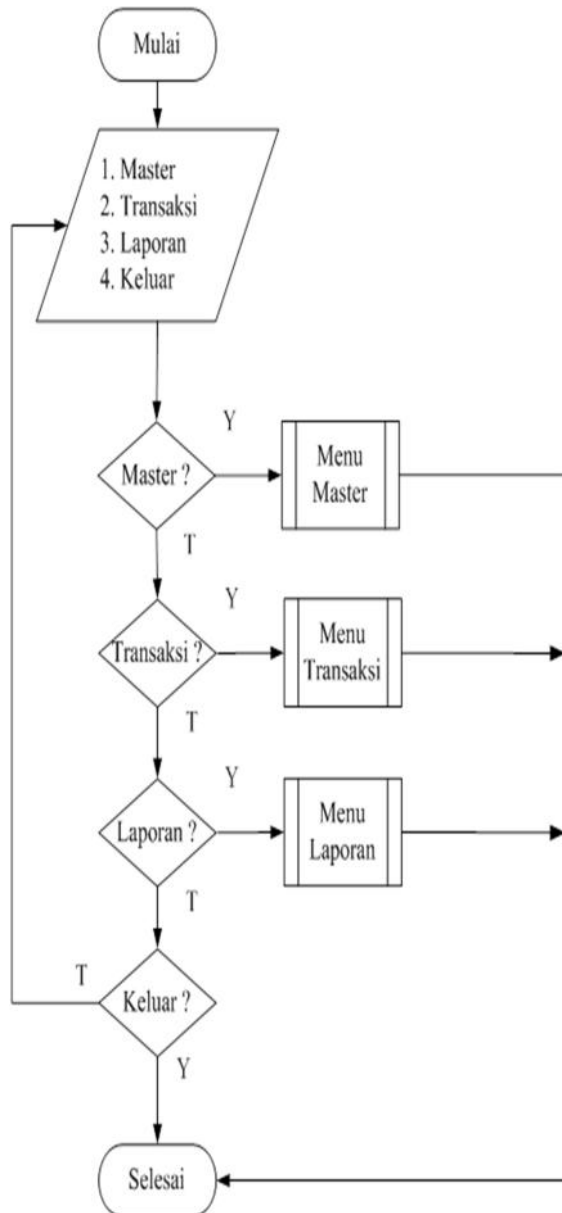 Mulai
1. Master
2. Transaksi
3. Laporan
4. Keluar
Master ?
Y
Menu
Master
T
Transaksi ?
Y
Menu
Transaksi
T
Laporan ?
Y
Menu
Laporan
T
Keluar ?
T
Y
Selesai